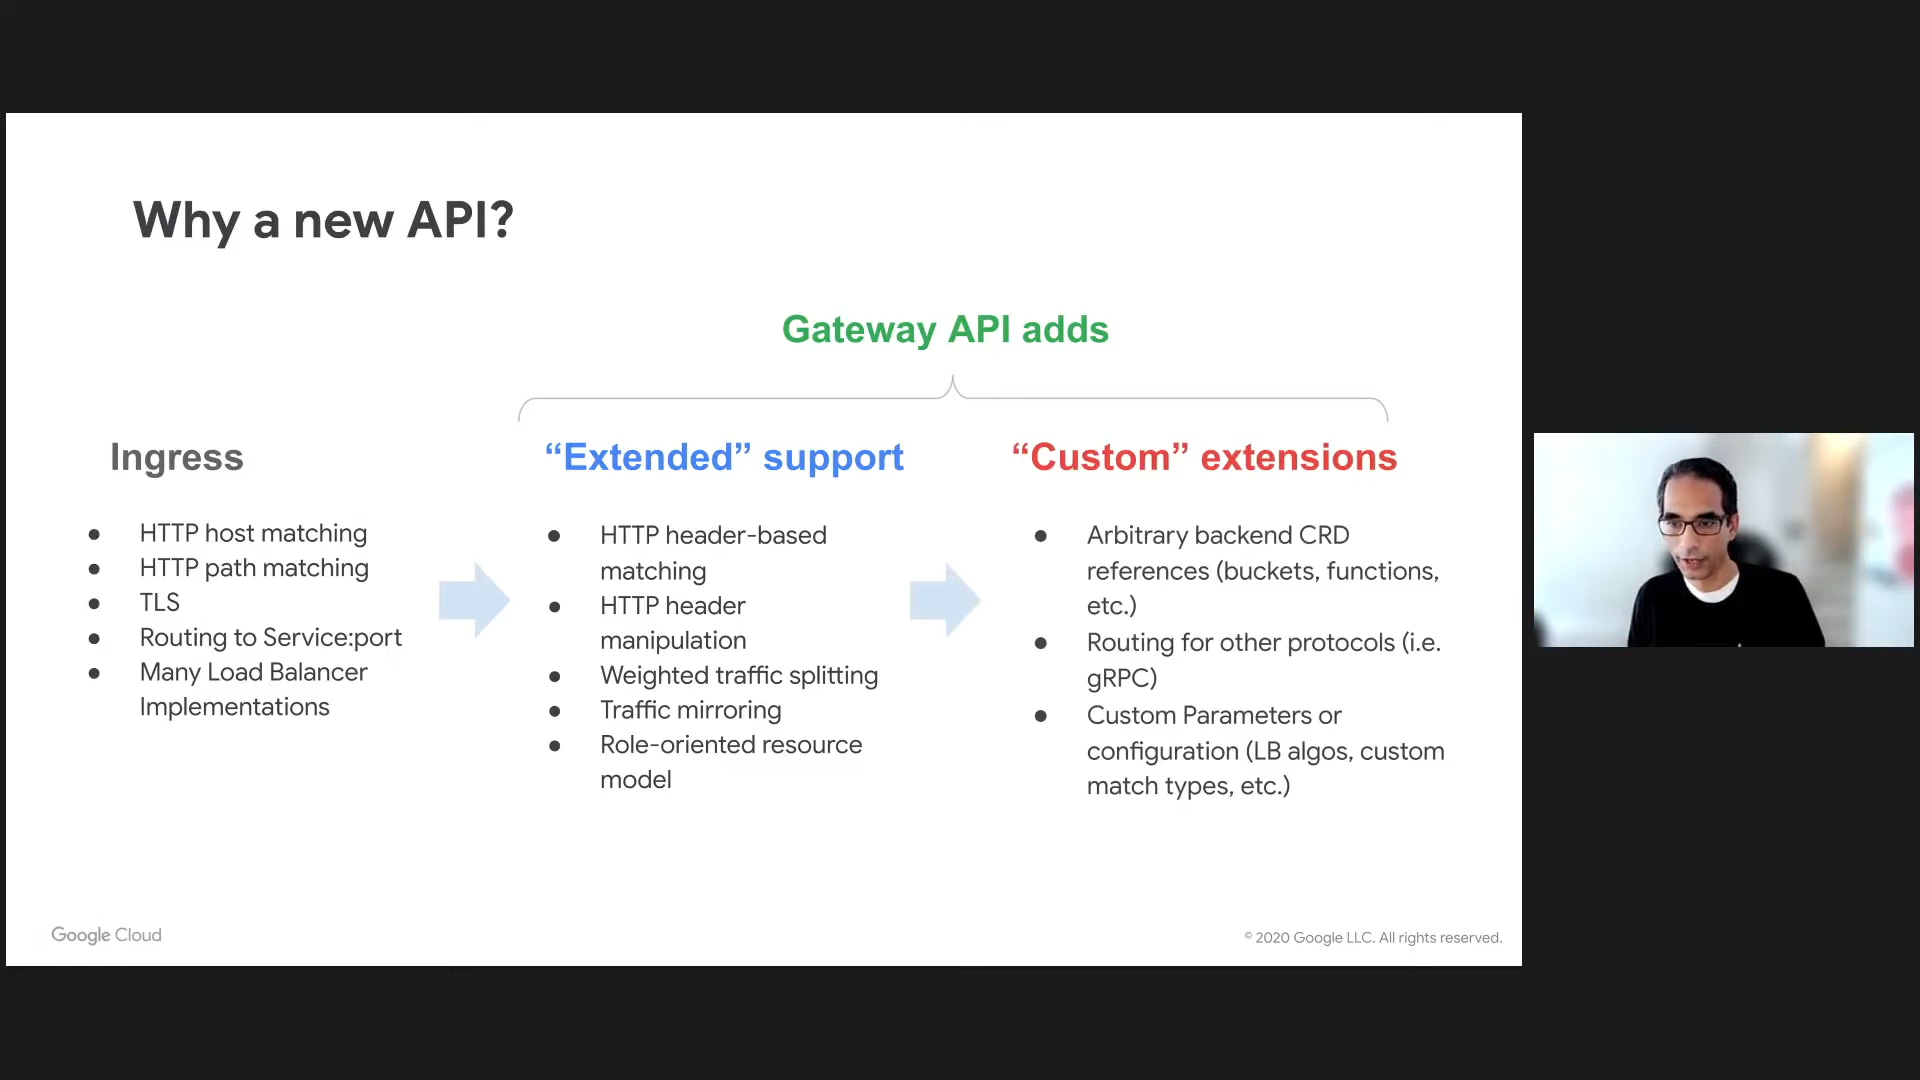 Why a new API?
Gateway API adds
Ingress
HTTP host matching
HTTP path matching
TLS
Routing to Service:port
Many Load Balancer
Implementations
“Extended” support
HTTP header-based
matching
HTTP header
manipulation
Weighted traffic splitting
Traffic mirroring
Role-oriented resource
model
“Custom” extensions
Arbitrary backend CRD
references (buckets, functions,
etc.)
Routing for other protocols (i.e.
gRPC)
Custom Parameters or
configuration (LB algos, custom
match types, etc.)
Google Cloud
© 2020 Google LLC. All rights reserved.